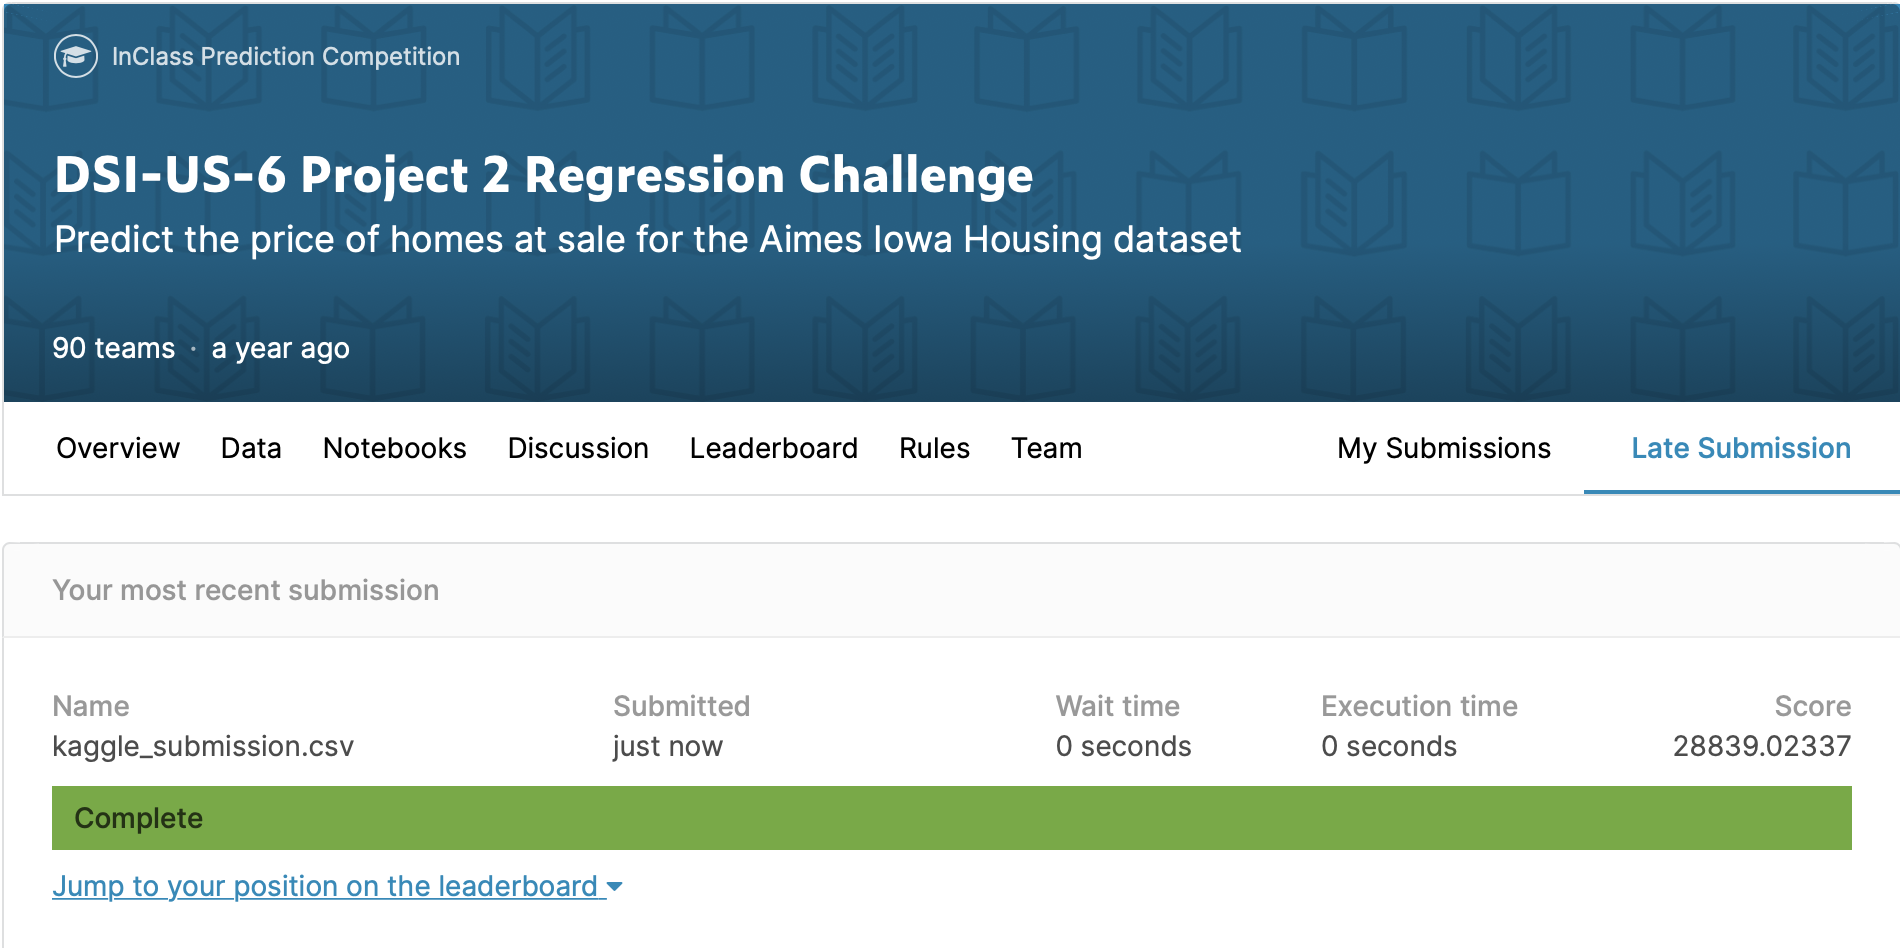 InClass Prediction Competition
DSI-US-6 Project 2 Regression Challenge
Predict the price of homes at sale for the Aimes Iowa Housing dataset
90 teams · a year ago
Overview Data Notebooks Discussion Leaderboard Rules Team My Submissions Late Submission
Your most recent submission
Name Submitted Wait time Execution time Score
kaggle_submission.csv just now 0 seconds 0 seconds 28839.02337
Complete
Jump to your position on the leaderboard